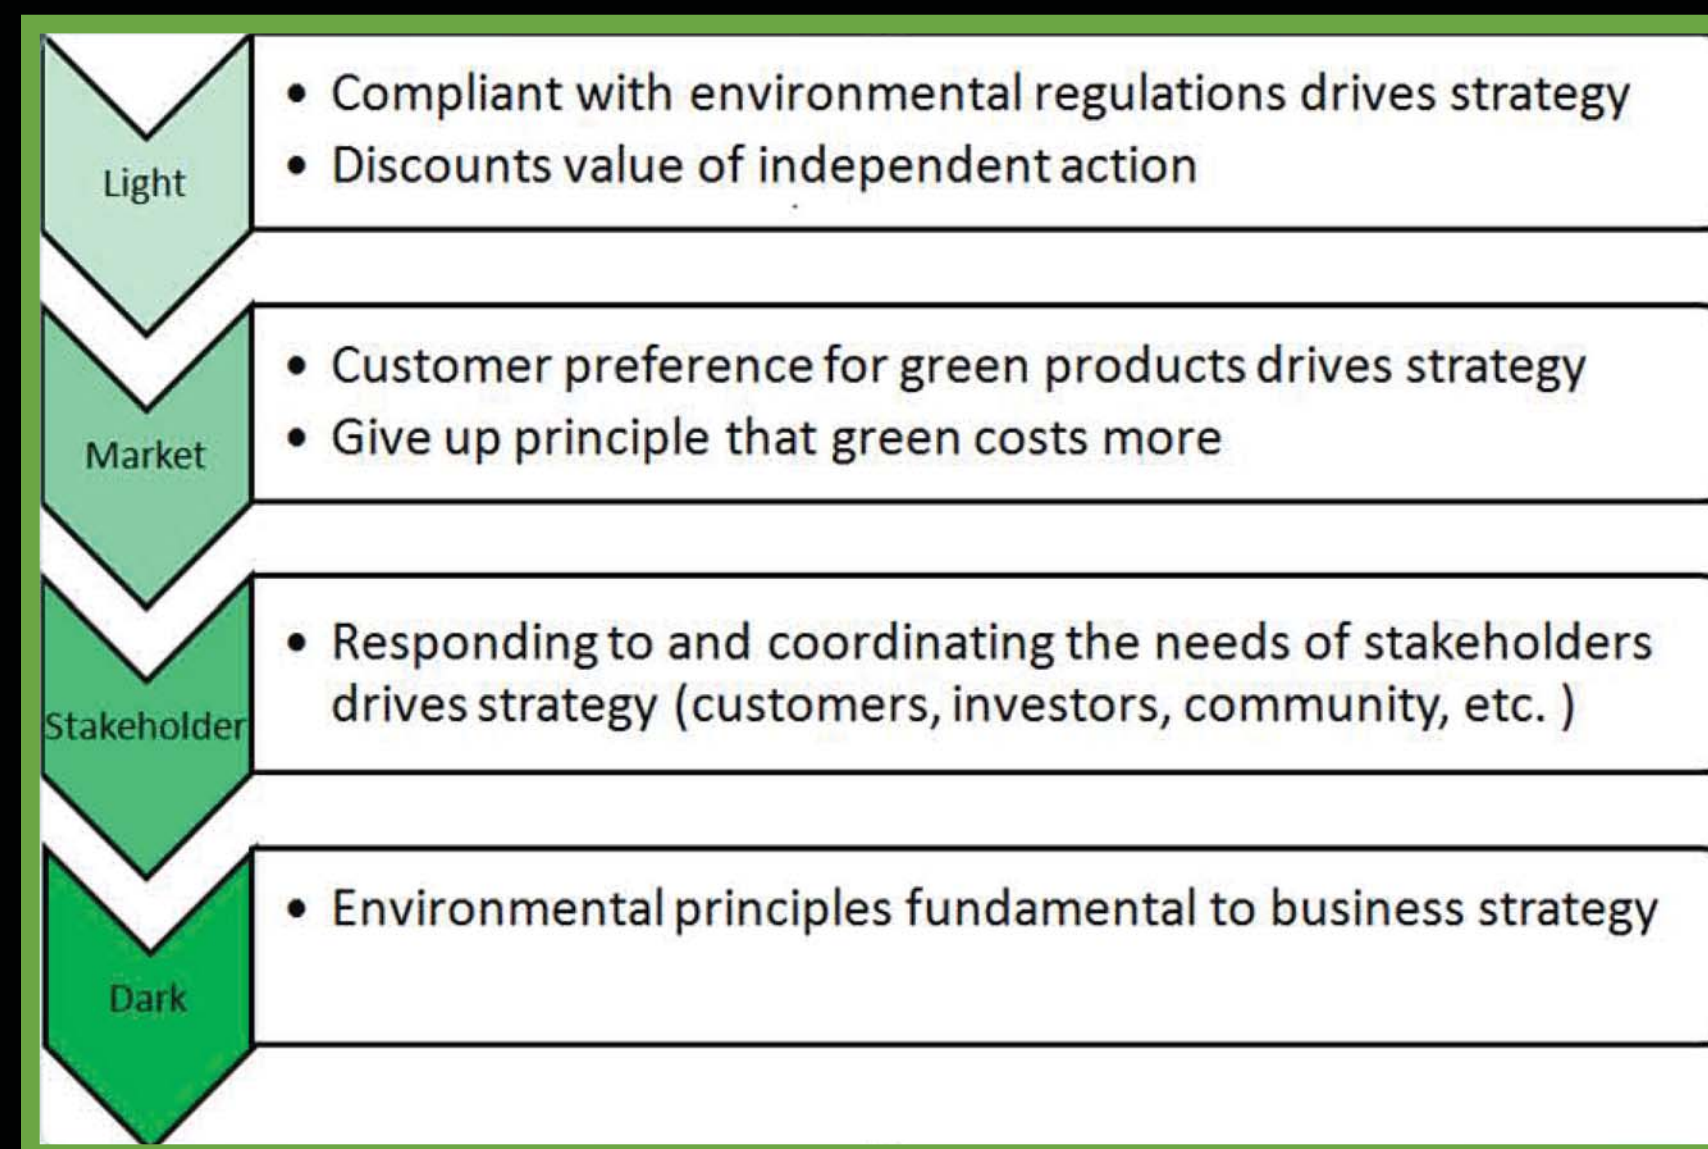 Light
• Compliant with environmental regulations drives strategy
• Discounts value of independent action
Market
• Customer preference for green products drives strategy
• Give up principle that green costs more
Stakeholder
• Responding to and coordinating the needs of stakeholders
drives strategy (customers, investors, community, etc. )
Dark
• Environmental principles fundamental to business strategy